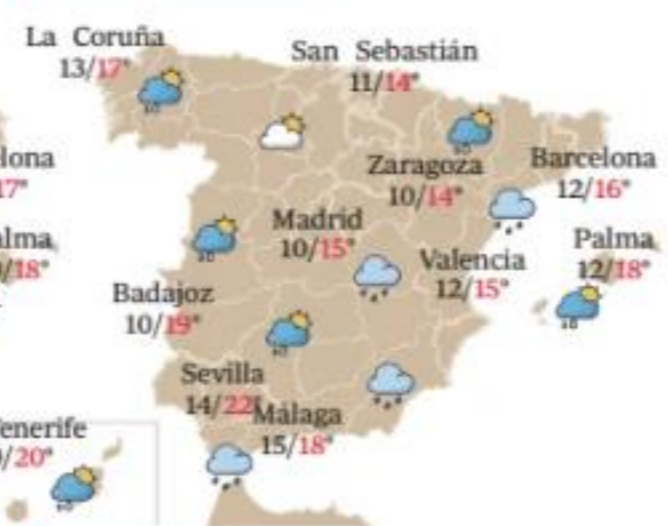 La Coruña
13/17°
San Sebastián
11/14°
Zaragoza
10/14°
Barcelona
12/16°
Madrid
10/15°
Valencia
12/15°
Palma
12/18°
Badajoz
10/19°
Sevilla
14/22°
Málaga
15/18°
lona
17°
alma
/18°
enerife
/20°